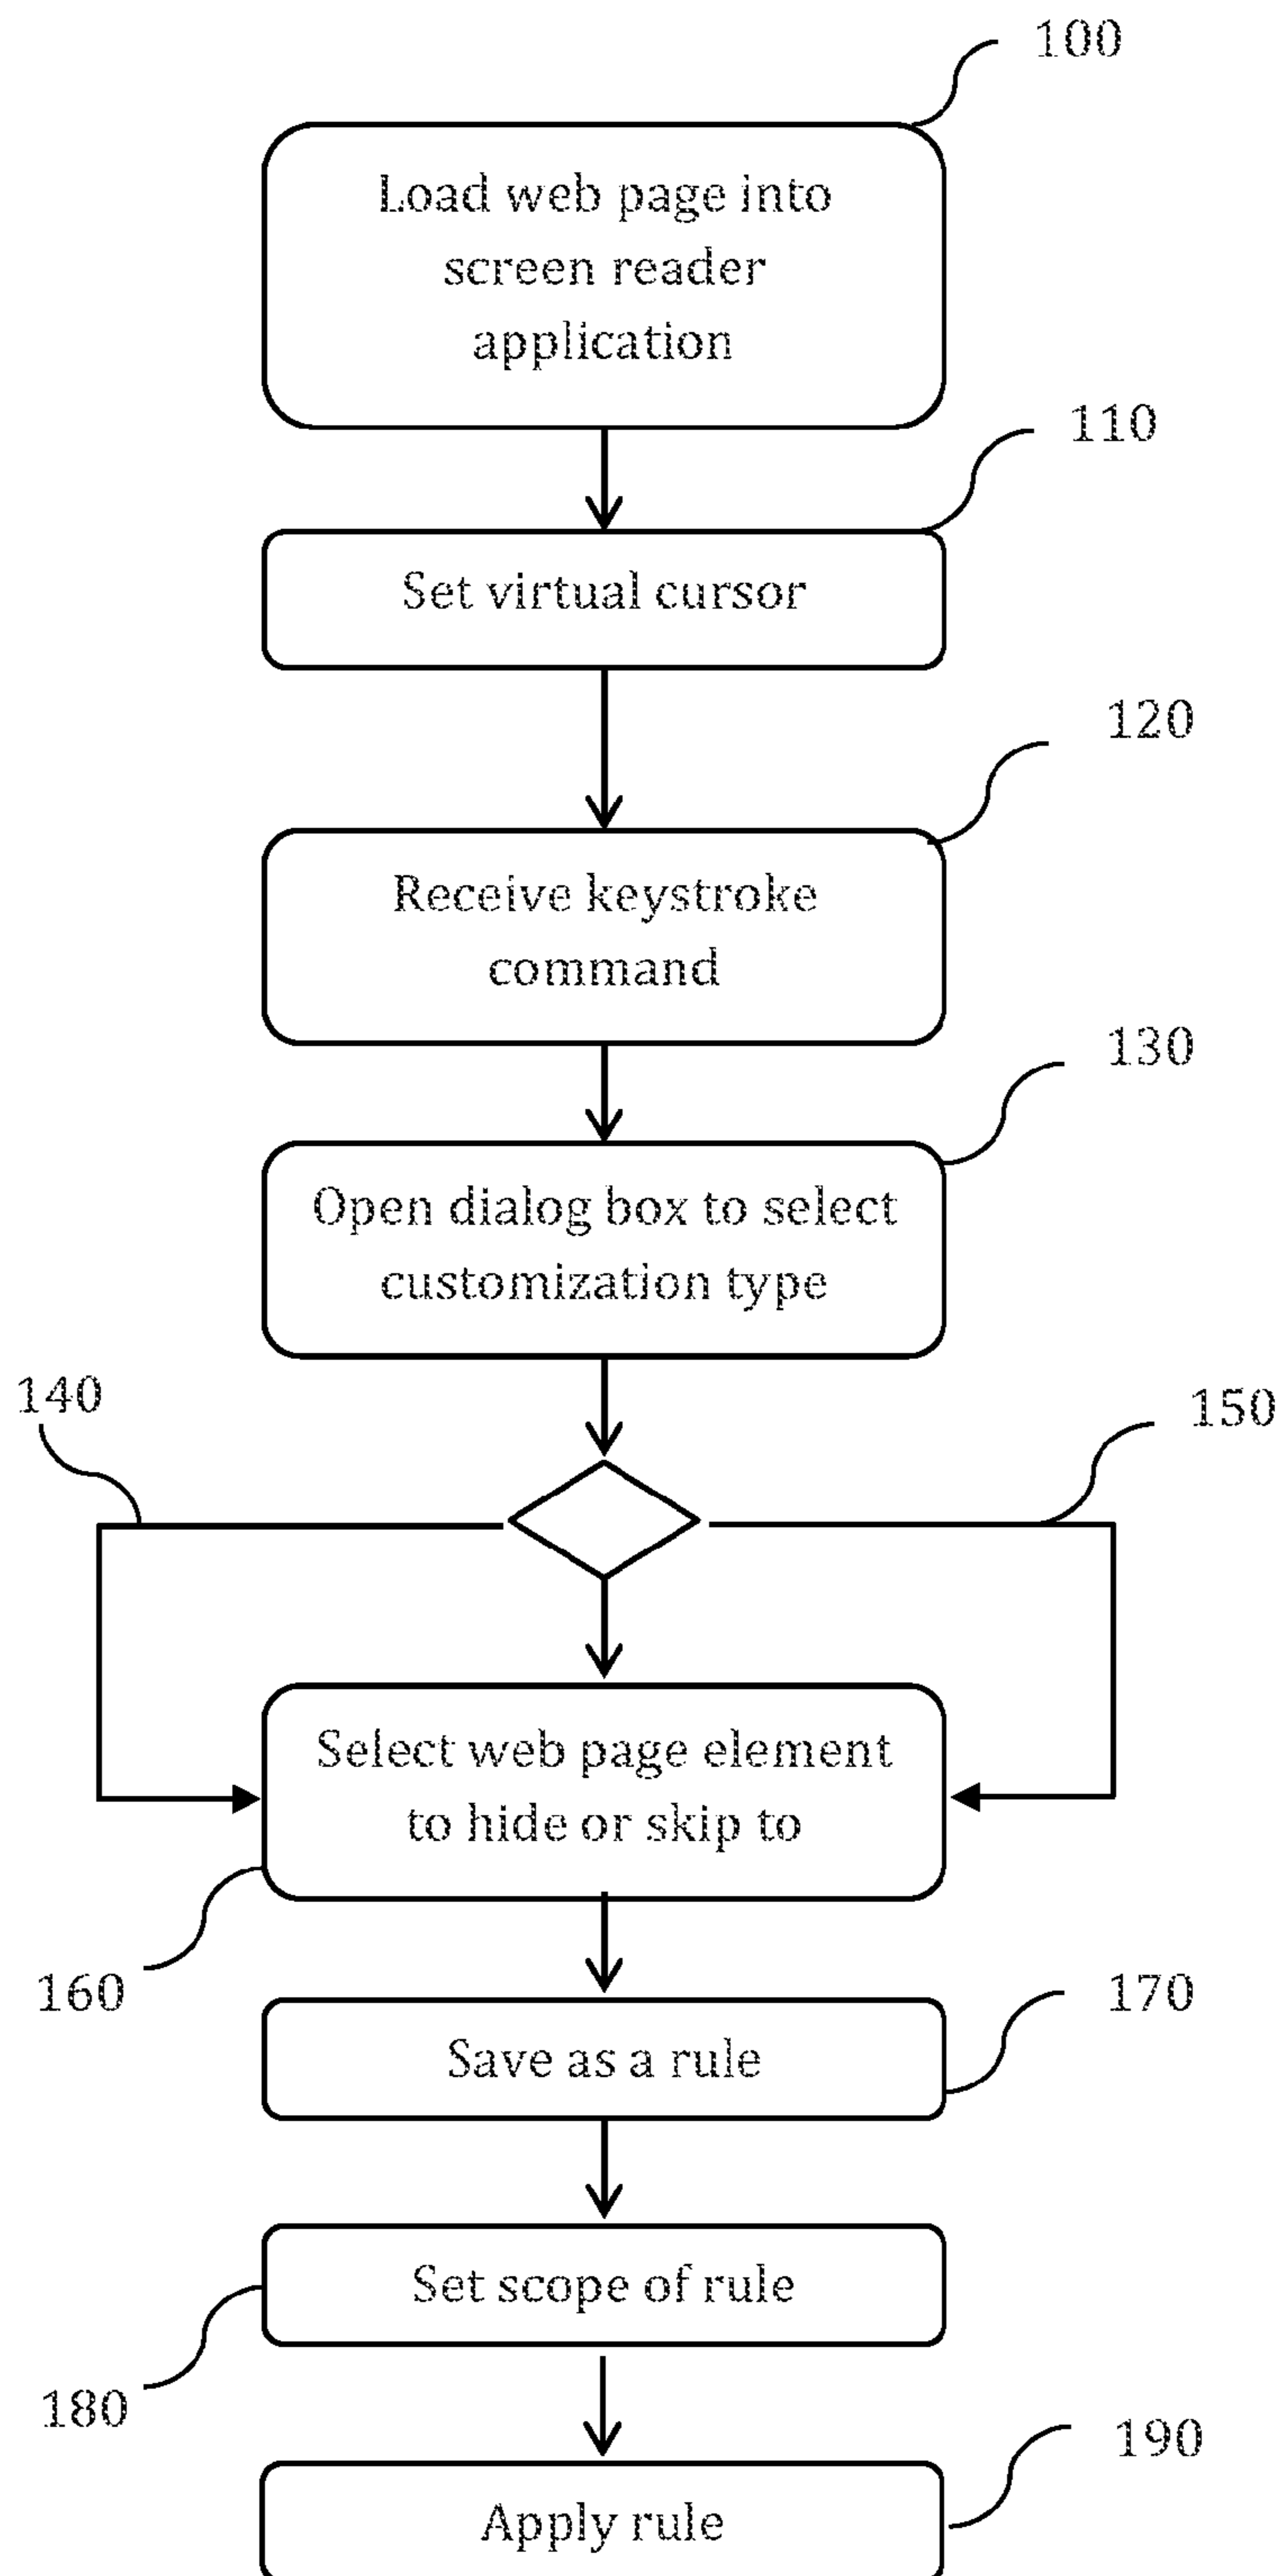 100
Load web page into
screen reader
application
110
Set virtual cursor
120
Receive keystroke
command
130
Open dialog box to select
customization type
140
150
Select web page element
to hide or skip to
160
170
Save as a rule
Set scope of rule
180
190
Apply rule